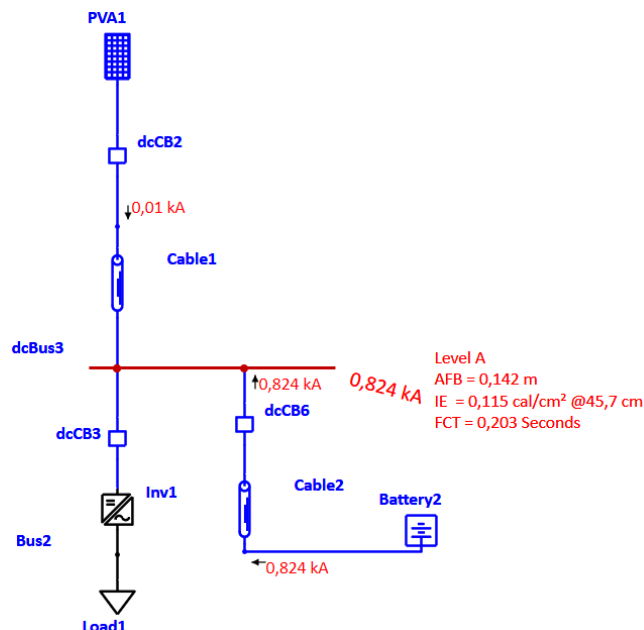 PVA1
dcCB2
0,01 kA
Cable1
dcBus3
0,824 kA
0,824 kA
Level A
AFB = 0,142 m
IE = 0,115 cal/cm² @45,7 cm
FCT = 0,203 Seconds
dcCB6
dcCB3
Inv1
Cable2
Battery2
Bus2
0,824 kA
Load1